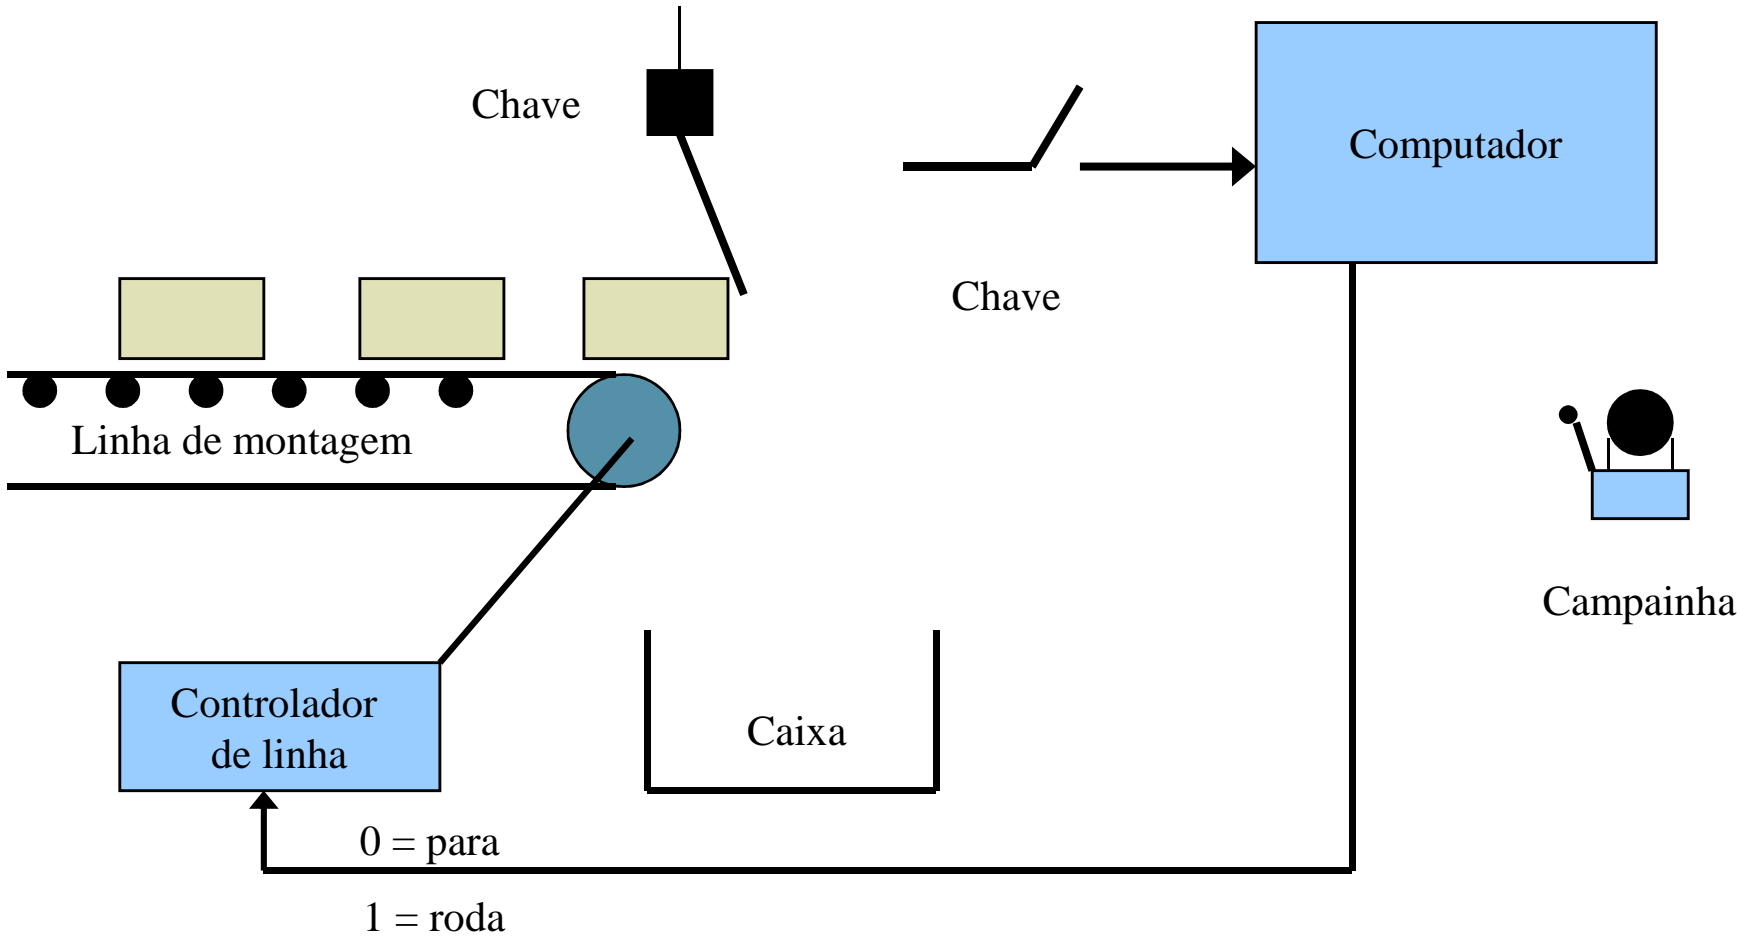 Chave
Computador
Chave
Linha de montagem
Campainha
Controlador
de linha
Caixa
0 = para
1 = roda